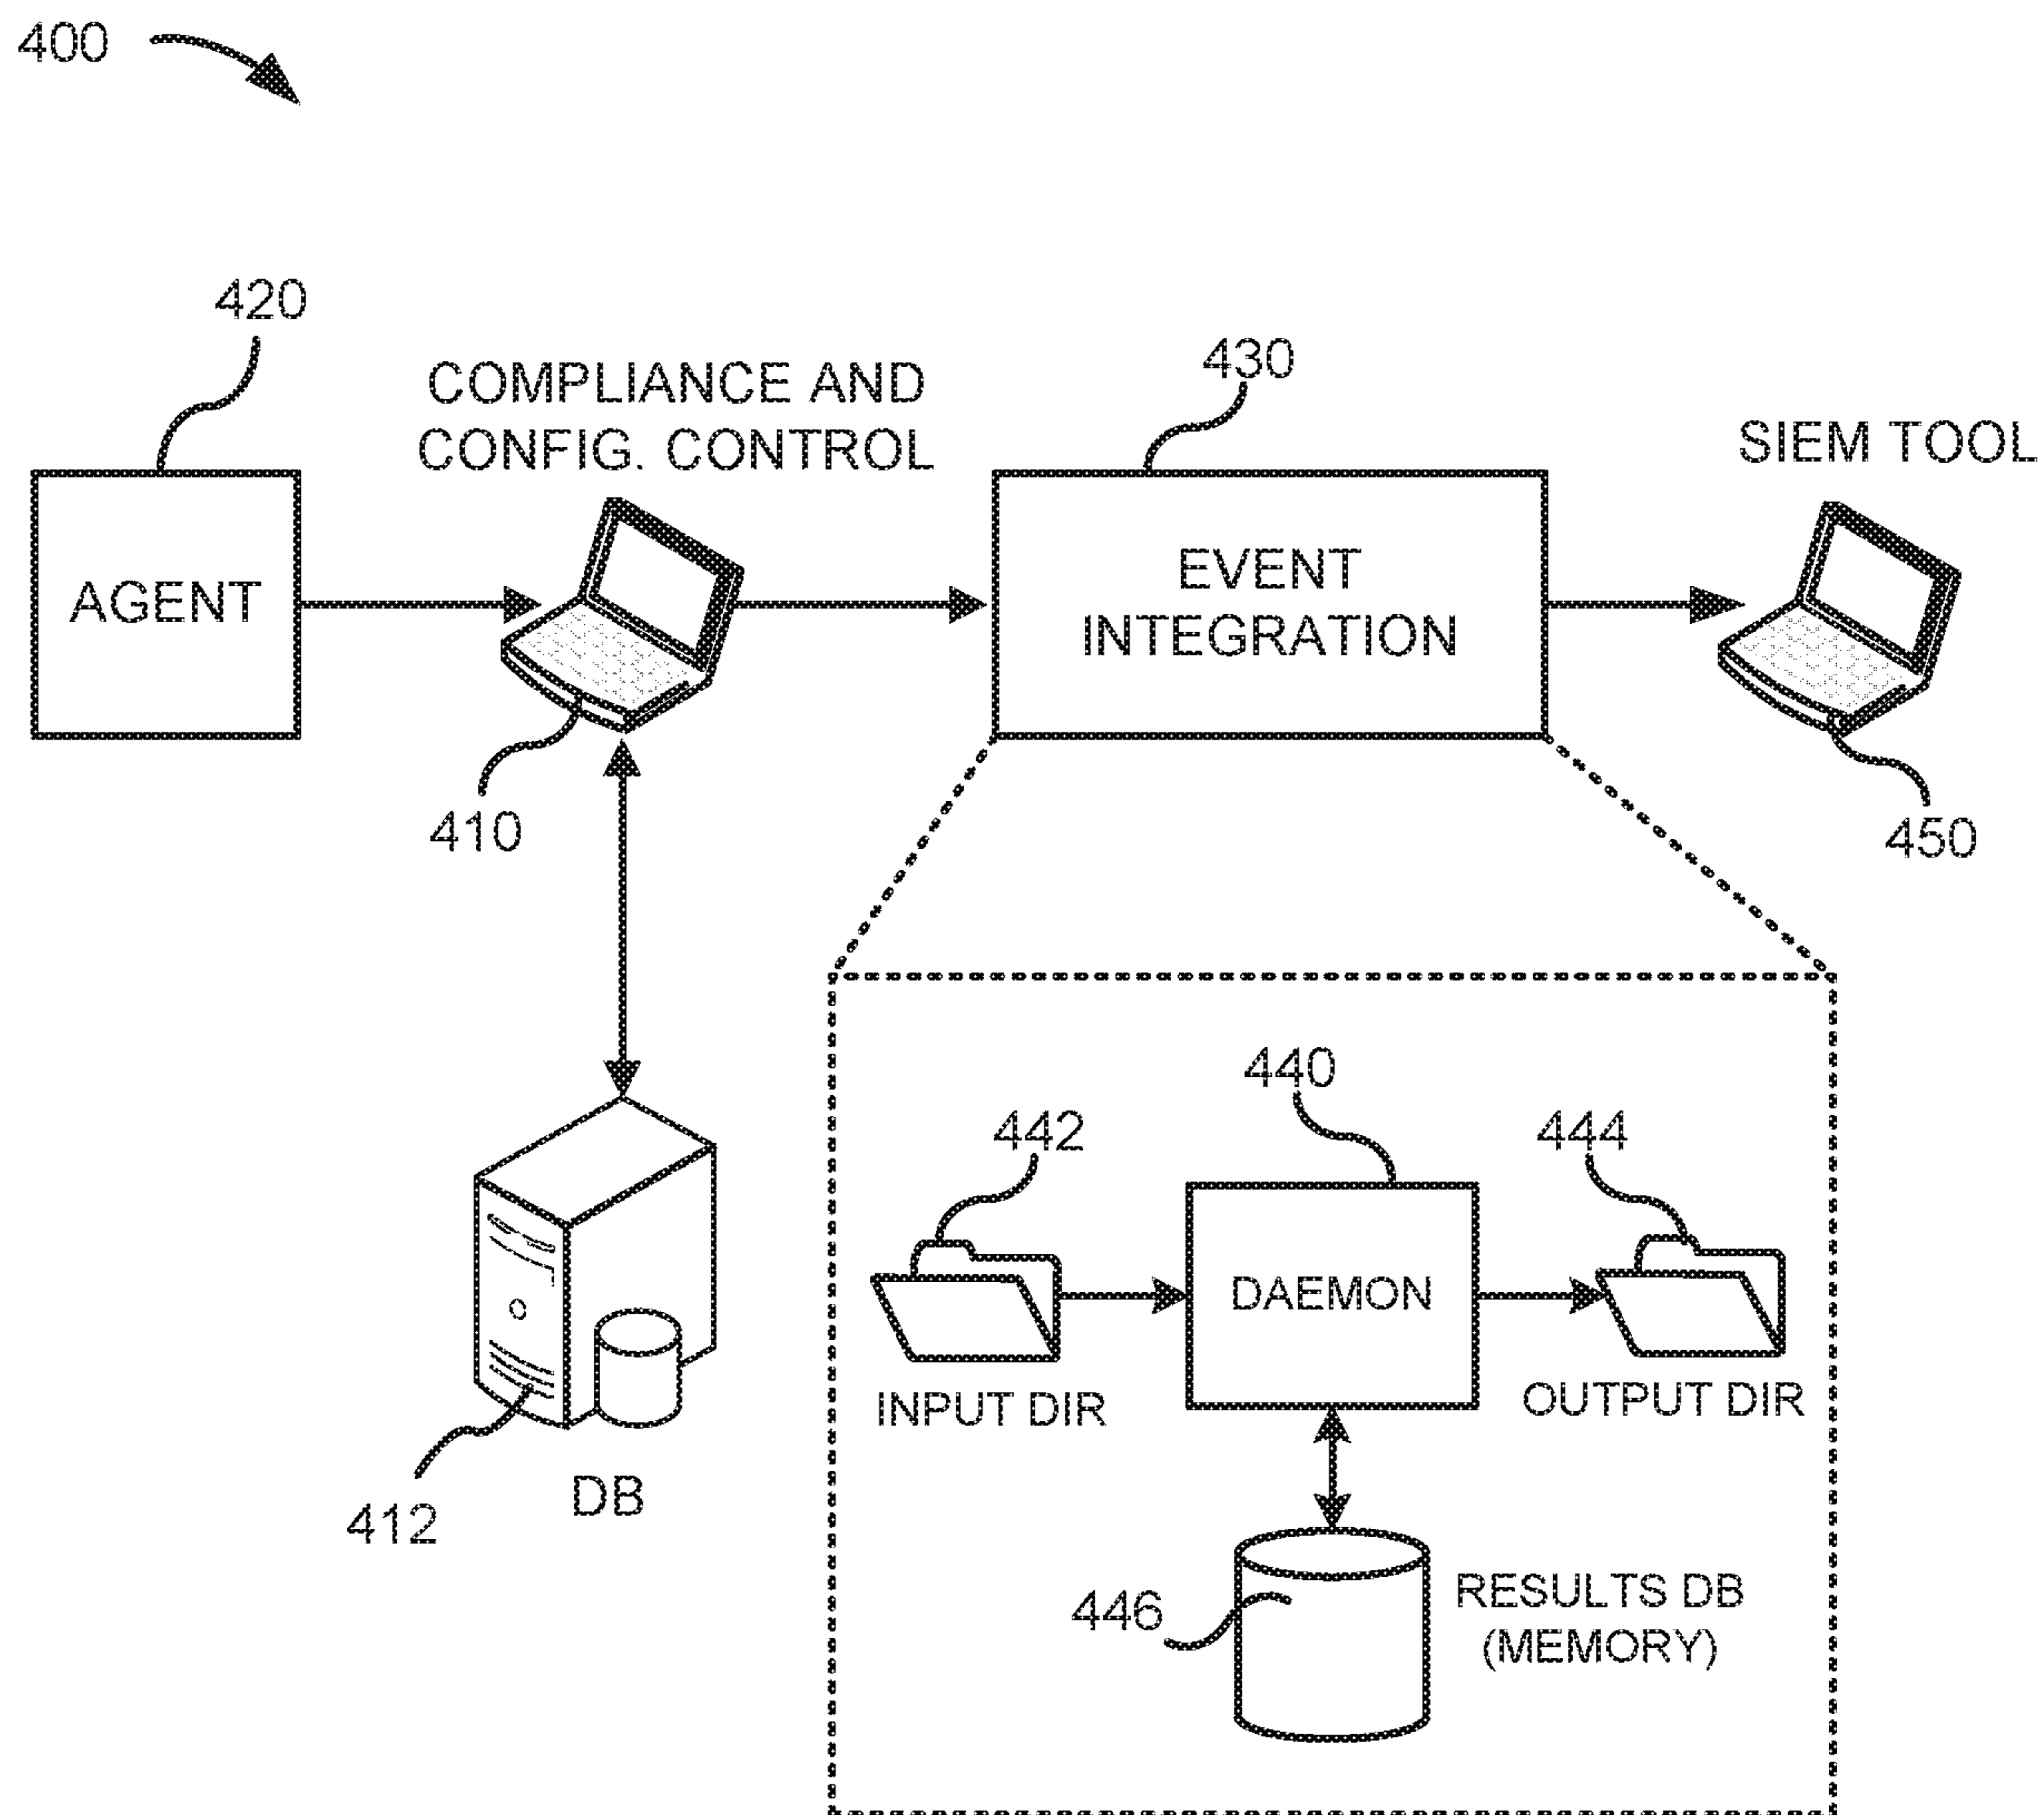 400
420
COMPLIANCE AND
CONFIG. CONTROL
430
SIEM TOOL
AGENT
EVENT
INTEGRATION
410
450
440
442
444
DAEMON
INPUT DIR
OUTPUT DIR
412
DB
446
RESULTS DB
(MEMORY)